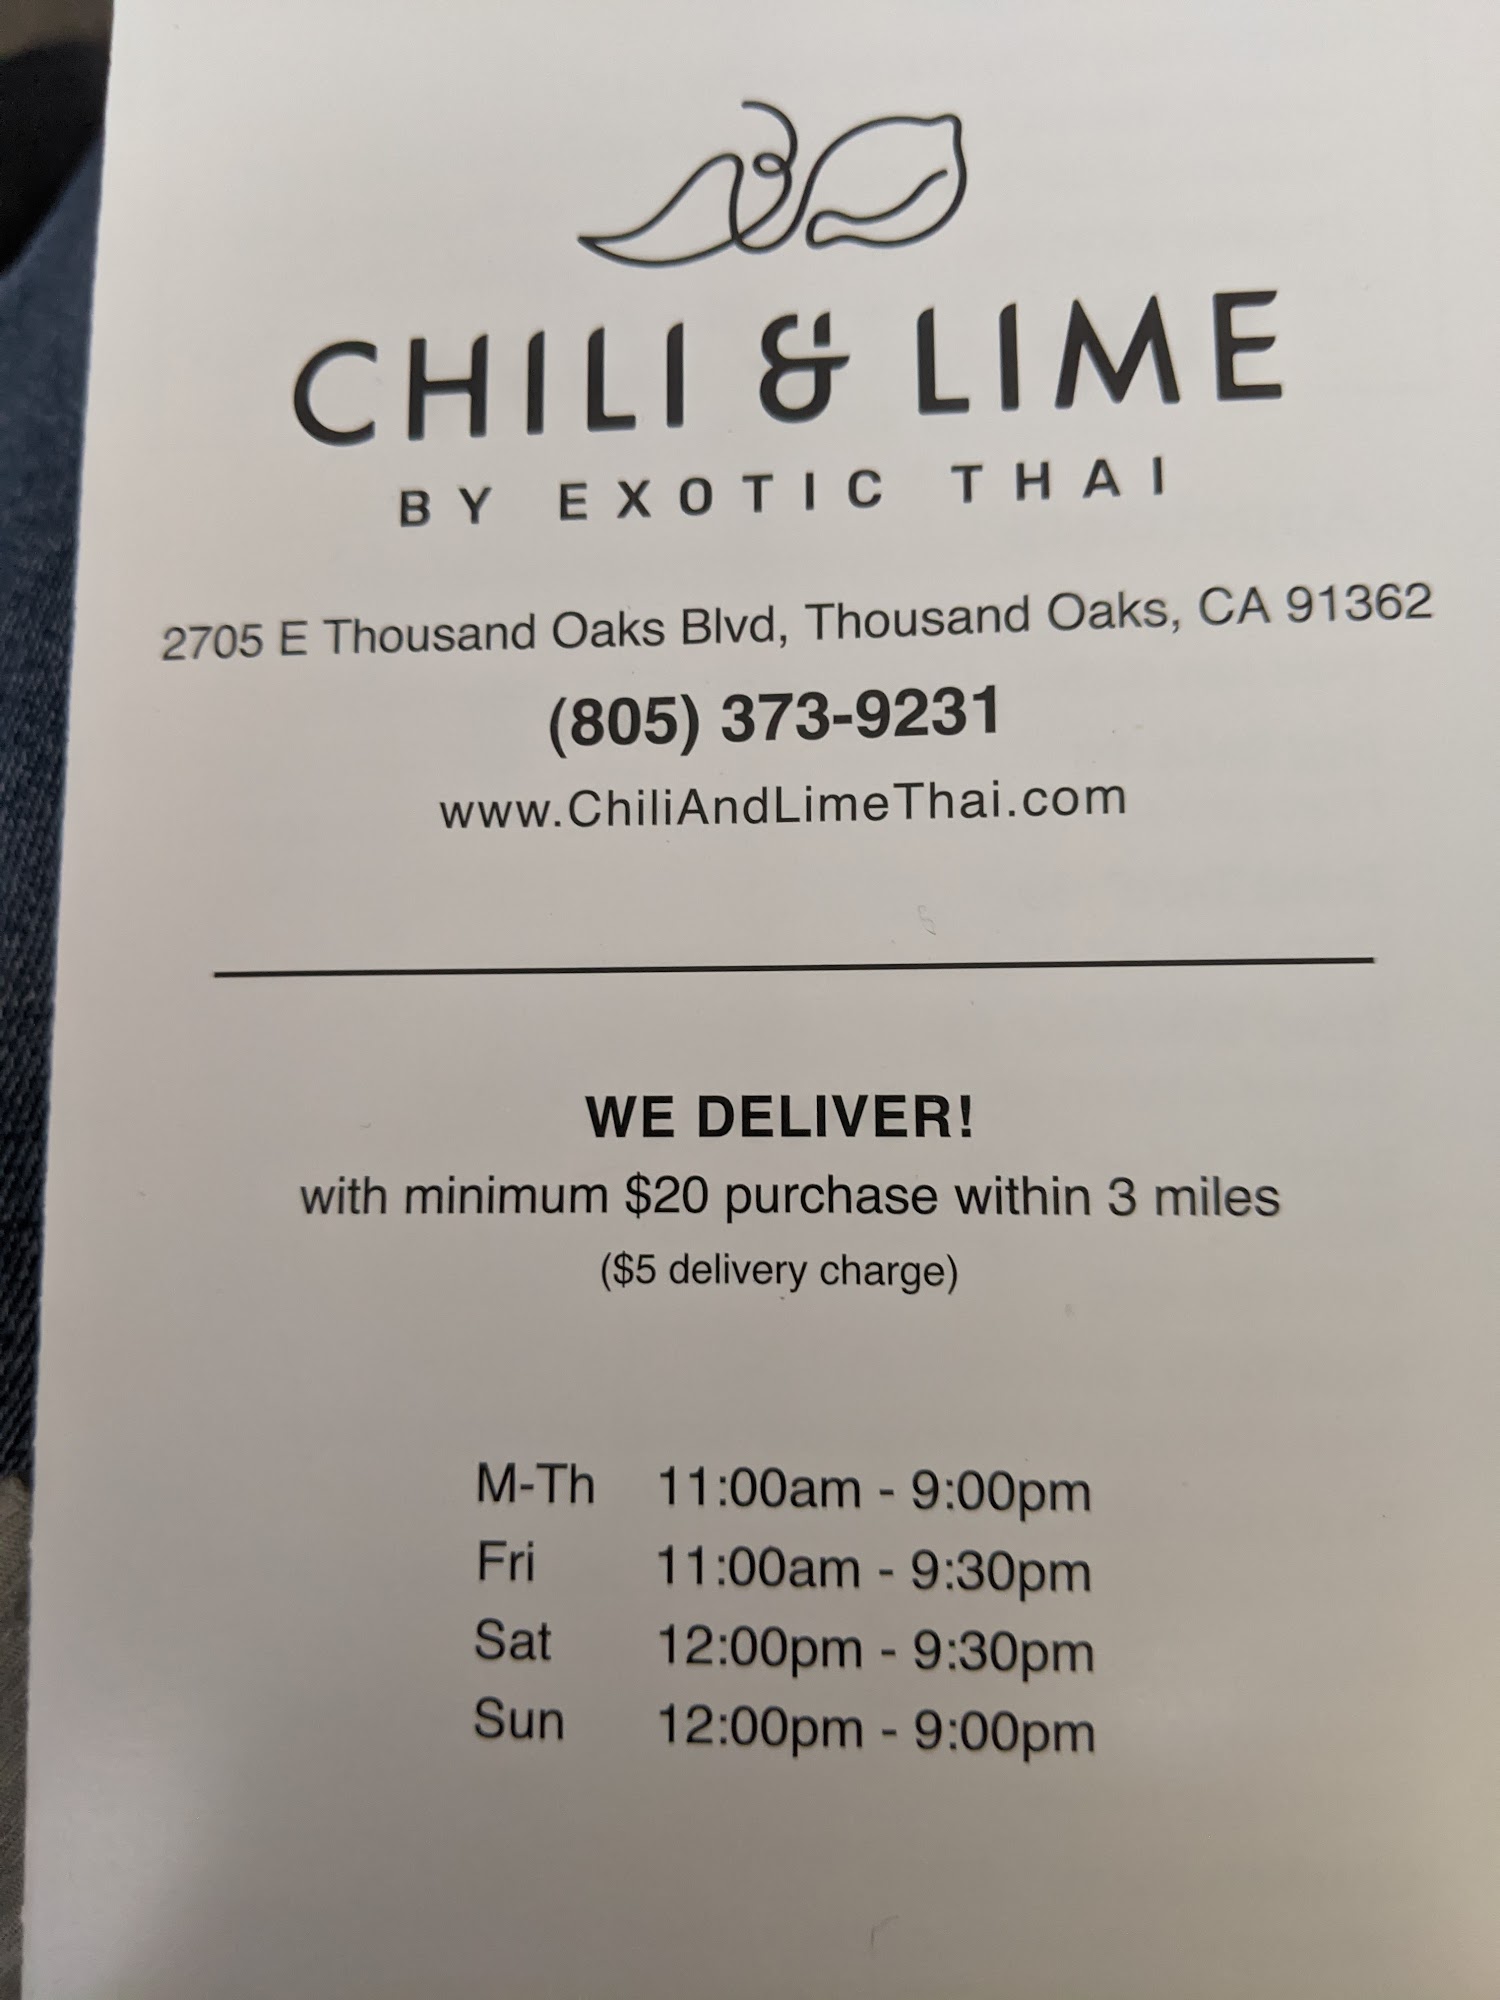 CHILI & LIME
BY EXOTIC THAI
2705 E Thousand Oaks Blvd, Thousand Oaks, CA 91362
(805) 373-9231
www.ChiliAndLimeThai.com
WE DELIVER!
with minimum $20 purchase within 3 miles
($5 delivery charge)
M-Th 11:00am - 9:00pm
Fri 11:00am - 9:30pm
Sat 12:00pm - 9:30pm
Sun 12:00pm - 9:00pm